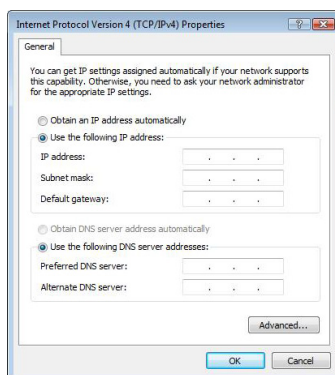 Internet Protocol Version 4 (TCP/IPv4) Properties
General
You can get IP settings assigned automatically if your network supports
this capability. Otherwise, you need to ask your network administrator
for the appropriate IP settings.
Obtain an IP address automatically
Use the following IP address:
IP address:
Subnet mask:
Default gateway:
Obtain DNS server address automatically
Use the following DNS server addresses:
Preferred DNS server:
Alternate DNS server:
Advanced...
OK Cancel